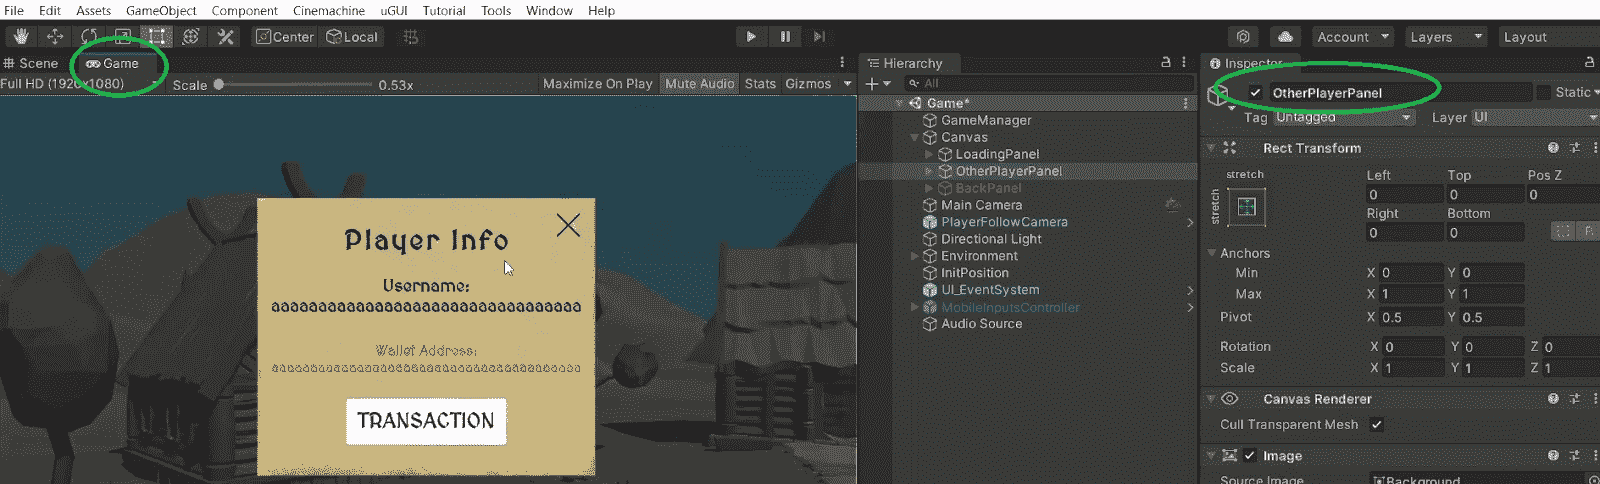 File Edit Assets GameObject Component Cinemachine uGUI Tutorial Tools Window Help
Center Local Account Layers Layout
Scene Game Hierarchy Inspector
Full HD (1920x1080) Scale 0.53x Maximize On Play Mute Audio Stats Gizmos All
OtherPlayerPanel Static
Tag Untagged Layer UI
Game*
GameManager
Canvas
LoadingPanel
OtherPlayerPanel
BackPanel
Main Camera
PlayerFollowCamera
Directional Light
Environment
InitPosition
UI_EventSystem
MobileInputsController
Audio Source
Player Info
Username:
Wallet Address:
TRANSACTION
Rect Transform
stretch
stretch
Left Top Pos Z
0 0 0
Right Bottom
0 0 R
Anchors
Min X 0 Y 0
Max X 1 Y 1
Pivot X 0.5 Y 0.5
Rotation X 0 Y 0 Z 0
Scale X 1 Y 1 Z 1
Canvas Renderer
Cull Transparent Mesh
Image
Source Image Background